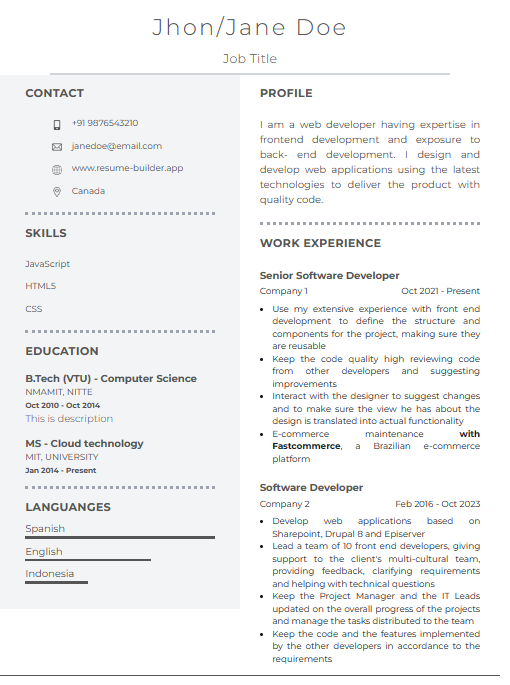 Jhon/Jane Doe
Job Title
CONTACT
+91 9876543210
janedoe@email.com
www.resume-builder.app
Canada
SKILLS
JavaScript
HTML5
CSS
EDUCATION
B.Tech (VTU) - Computer Science
NMAMIT, NITTE
Oct 2010 - Oct 2014
This is description
MS - Cloud technology
MIT, UNIVERSITY
Jan 2014 - Present
LANGUANGES
Spanish
English
Indonesia
PROFILE
I am a web developer having expertise in
frontend development and exposure to
back- end development. I design and
develop web applications using the latest
technologies to deliver the product with
quality code.
WORK EXPERIENCE
Senior Software Developer
Company 1 Oct 2021 - Present
• Use my extensive experience with front end
development to define the structure and
components for the project, making sure they
are reusable
• Keep the code quality high reviewing code
from other developers and suggesting
improvements
• Interact with the designer to suggest changes
and to make sure the view he has about the
design is translated into actual functionality
• E-commerce maintenance with
Fastcommerce, a Brazilian e-commerce
platform
Software Developer
Company 2 Feb 2016 - Oct 2023
• Develop web applications based on
Sharepoint, Drupal 8 and Episerver
• Lead a team of 10 front end developers, giving
support to the client's multi-cultural team,
providing feedback, clarifying requirements
and helping with technical questions
• Keep the Project Manager and the IT Leads
updated on the overall progress of the projects
and manage the tasks distributed to the team
• Keep the code and the features implemented
by the other developers in accordance to the
requirements